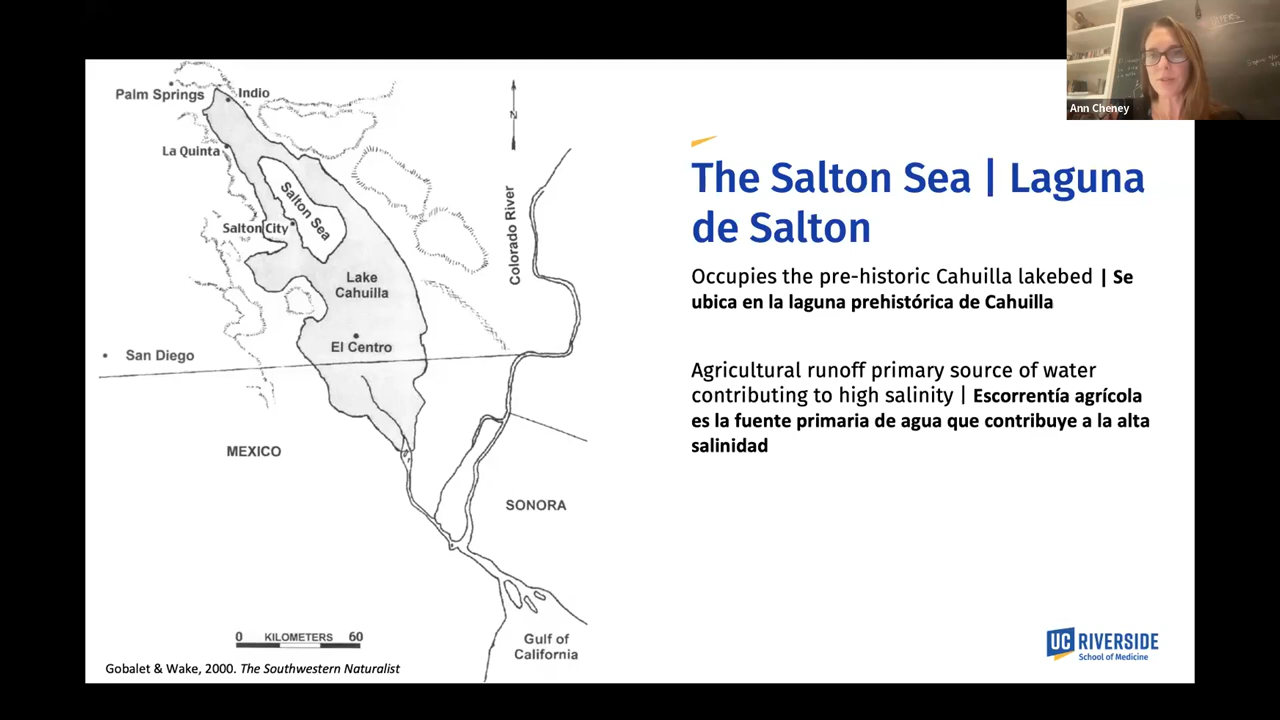 Ann Cheney
Palm Springs
Indio
La Quinta
Salton Sea
Salton City
Lake
Cahuilla
El Centro
San Diego
MEXICO
N
Colorado River
SONORA
Gulf of
California
0 KILOMETERS 60
Gobalet & Wake, 2000. The Southwestern Naturalist
The Salton Sea | Laguna
de Salton
Occupies the pre-historic Cahuilla lakebed | Se
ubica en la laguna prehistórica de Cahuilla
Agricultural runoff primary source of water
contributing to high salinity | Escorrentía agrícola
es la fuente primaria de agua que contribuye a la alta
salinidad
UC RIVERSIDE
School of Medicine